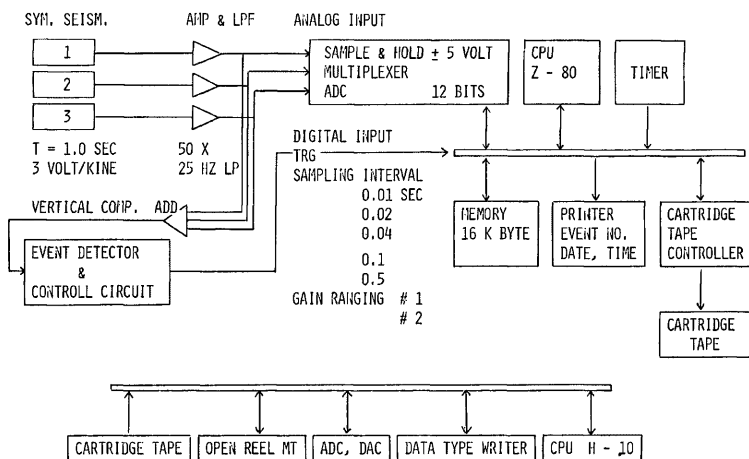 SYM. SEISM.
AMP & LPF
ANALOG INPUT
1
2
3
T = 1.0 SEC
3 VOLT/KINE
50 X
25 HZ LP
SAMPLE & HOLD ± 5 VOLT
MULTIPLEXER
ADC 12 BITS
CPU
Z - 80
TIMER
DIGITAL INPUT
TRG
SAMPLING INTERVAL
0.01 SEC
0.02
0.04
0.1
0.5
GAIN RANGING # 1
# 2
VERTICAL COMP. ADD
EVENT DETECTOR
&
CONTROLL CIRCUIT
MEMORY
16 K BYTE
PRINTER
EVENT NO.
DATE, TIME
CARTRIDGE
TAPE
CONTROLLER
CARTRIDGE
TAPE
CARTRIDGE TAPE
OPEN REEL MT
ADC, DAC
DATA TYPE WRITER
CPU H - 10